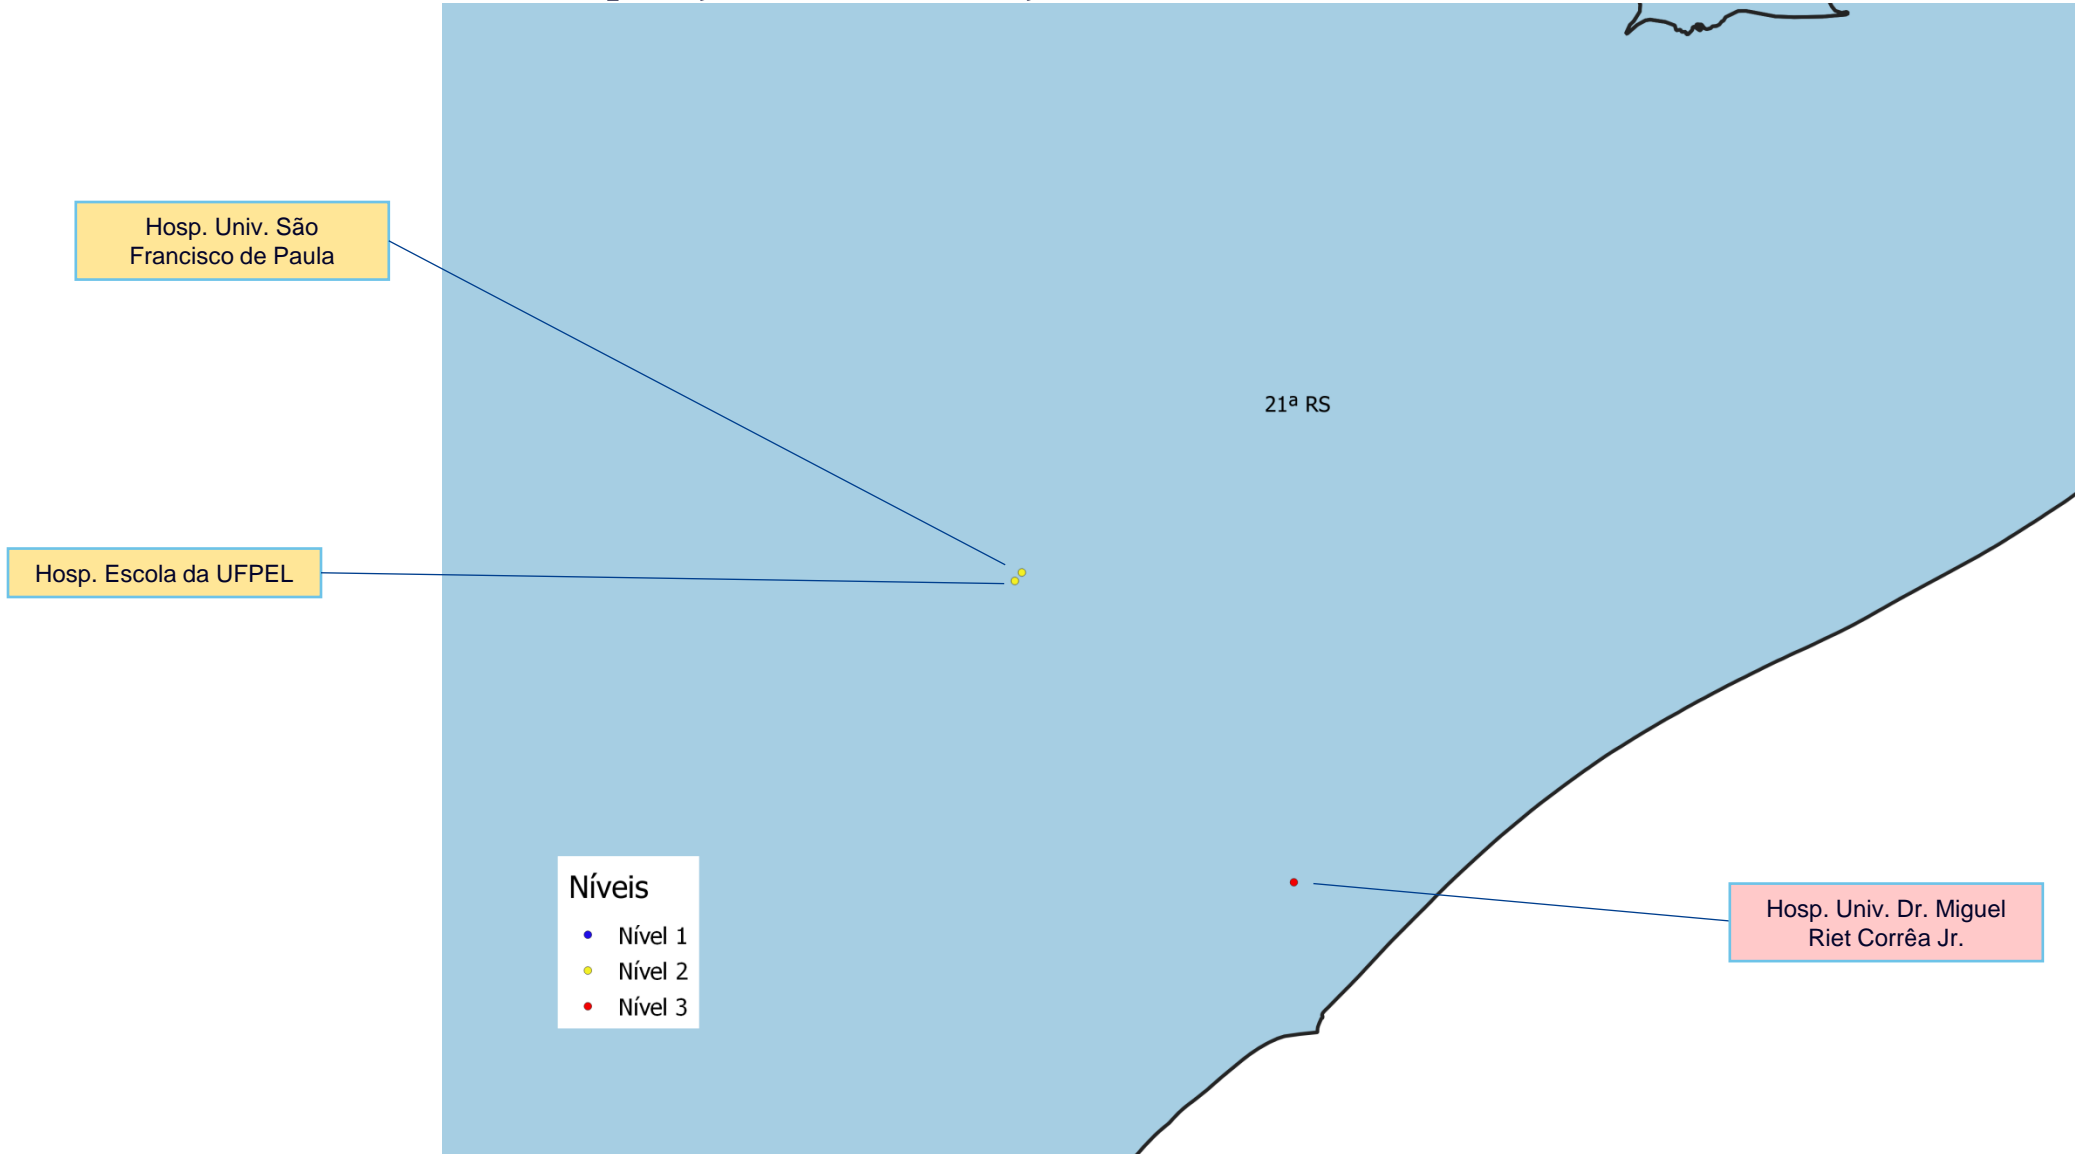 Hosp. Univ. São
Francisco de Paula
21ª RS
Hosp. Escola da UFPEL
Níveis
Nível 1
Nível 2
Nível 3
Hosp. Univ. Dr. Miguel
Riet Corrêa Jr.